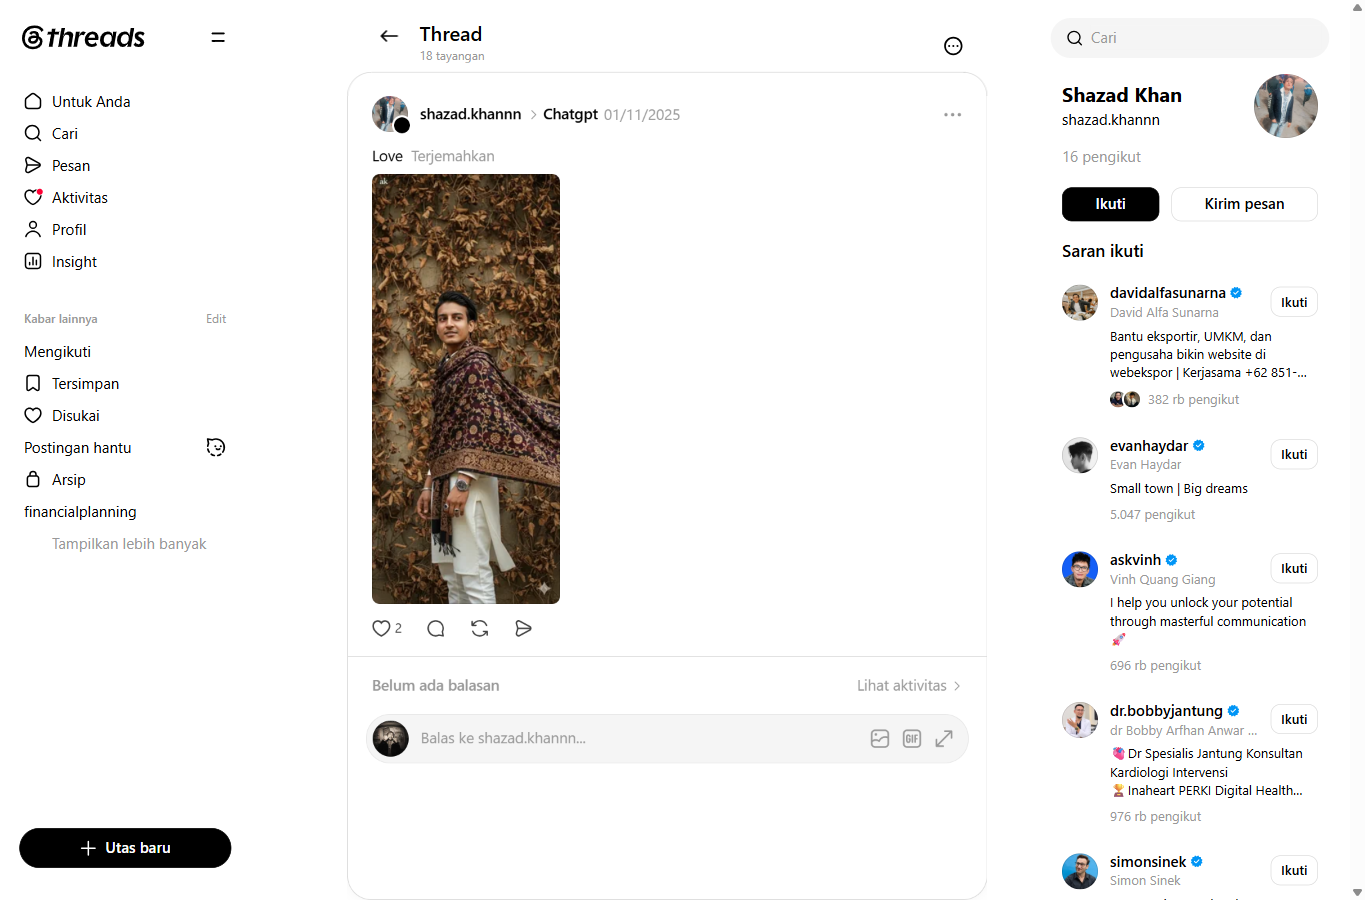 threads
Untuk Anda
Cari
Pesan
Aktivitas
Profil
Insight
Kabar lainnya
Edit
Mengikuti
Tersimpan
Disukai
Postingan hantu
Arsip
financialplanning
Tampilkan lebih banyak
Utas baru
Thread
18 tayangan
shazad.khannn > Chatgpt 01/11/2025
Love Terjemahkan
ak
2
Belum ada balasan
Lihat aktivitas >
Balas ke shazad.khannn...
GIF
Cari
Shazad Khan
shazad.khannn
16 pengikut
Ikuti
Kirim pesan
Saran ikuti
davidalfasunarna
David Alfa Sunarna
Ikuti
Bantu eksportir, UMKM, dan
pengusaha bikin website di
webekspor | Kerjasama +62 851-...
382 rb pengikut
evanhaydar
Evan Haydar
Ikuti
Small town | Big dreams
5.047 pengikut
askvinh
Vinh Quang Giang
Ikuti
I help you unlock your potential
through masterful communication
🚀
696 rb pengikut
dr.bobbyjantung
dr Bobby Arfhan Anwar ...
Ikuti
🫀Dr Spesialis Jantung Konsultan
Kardiologi Intervensi
🏆Inaheart PERKI Digital Health...
976 rb pengikut
simonsinek
Simon Sinek
Ikuti